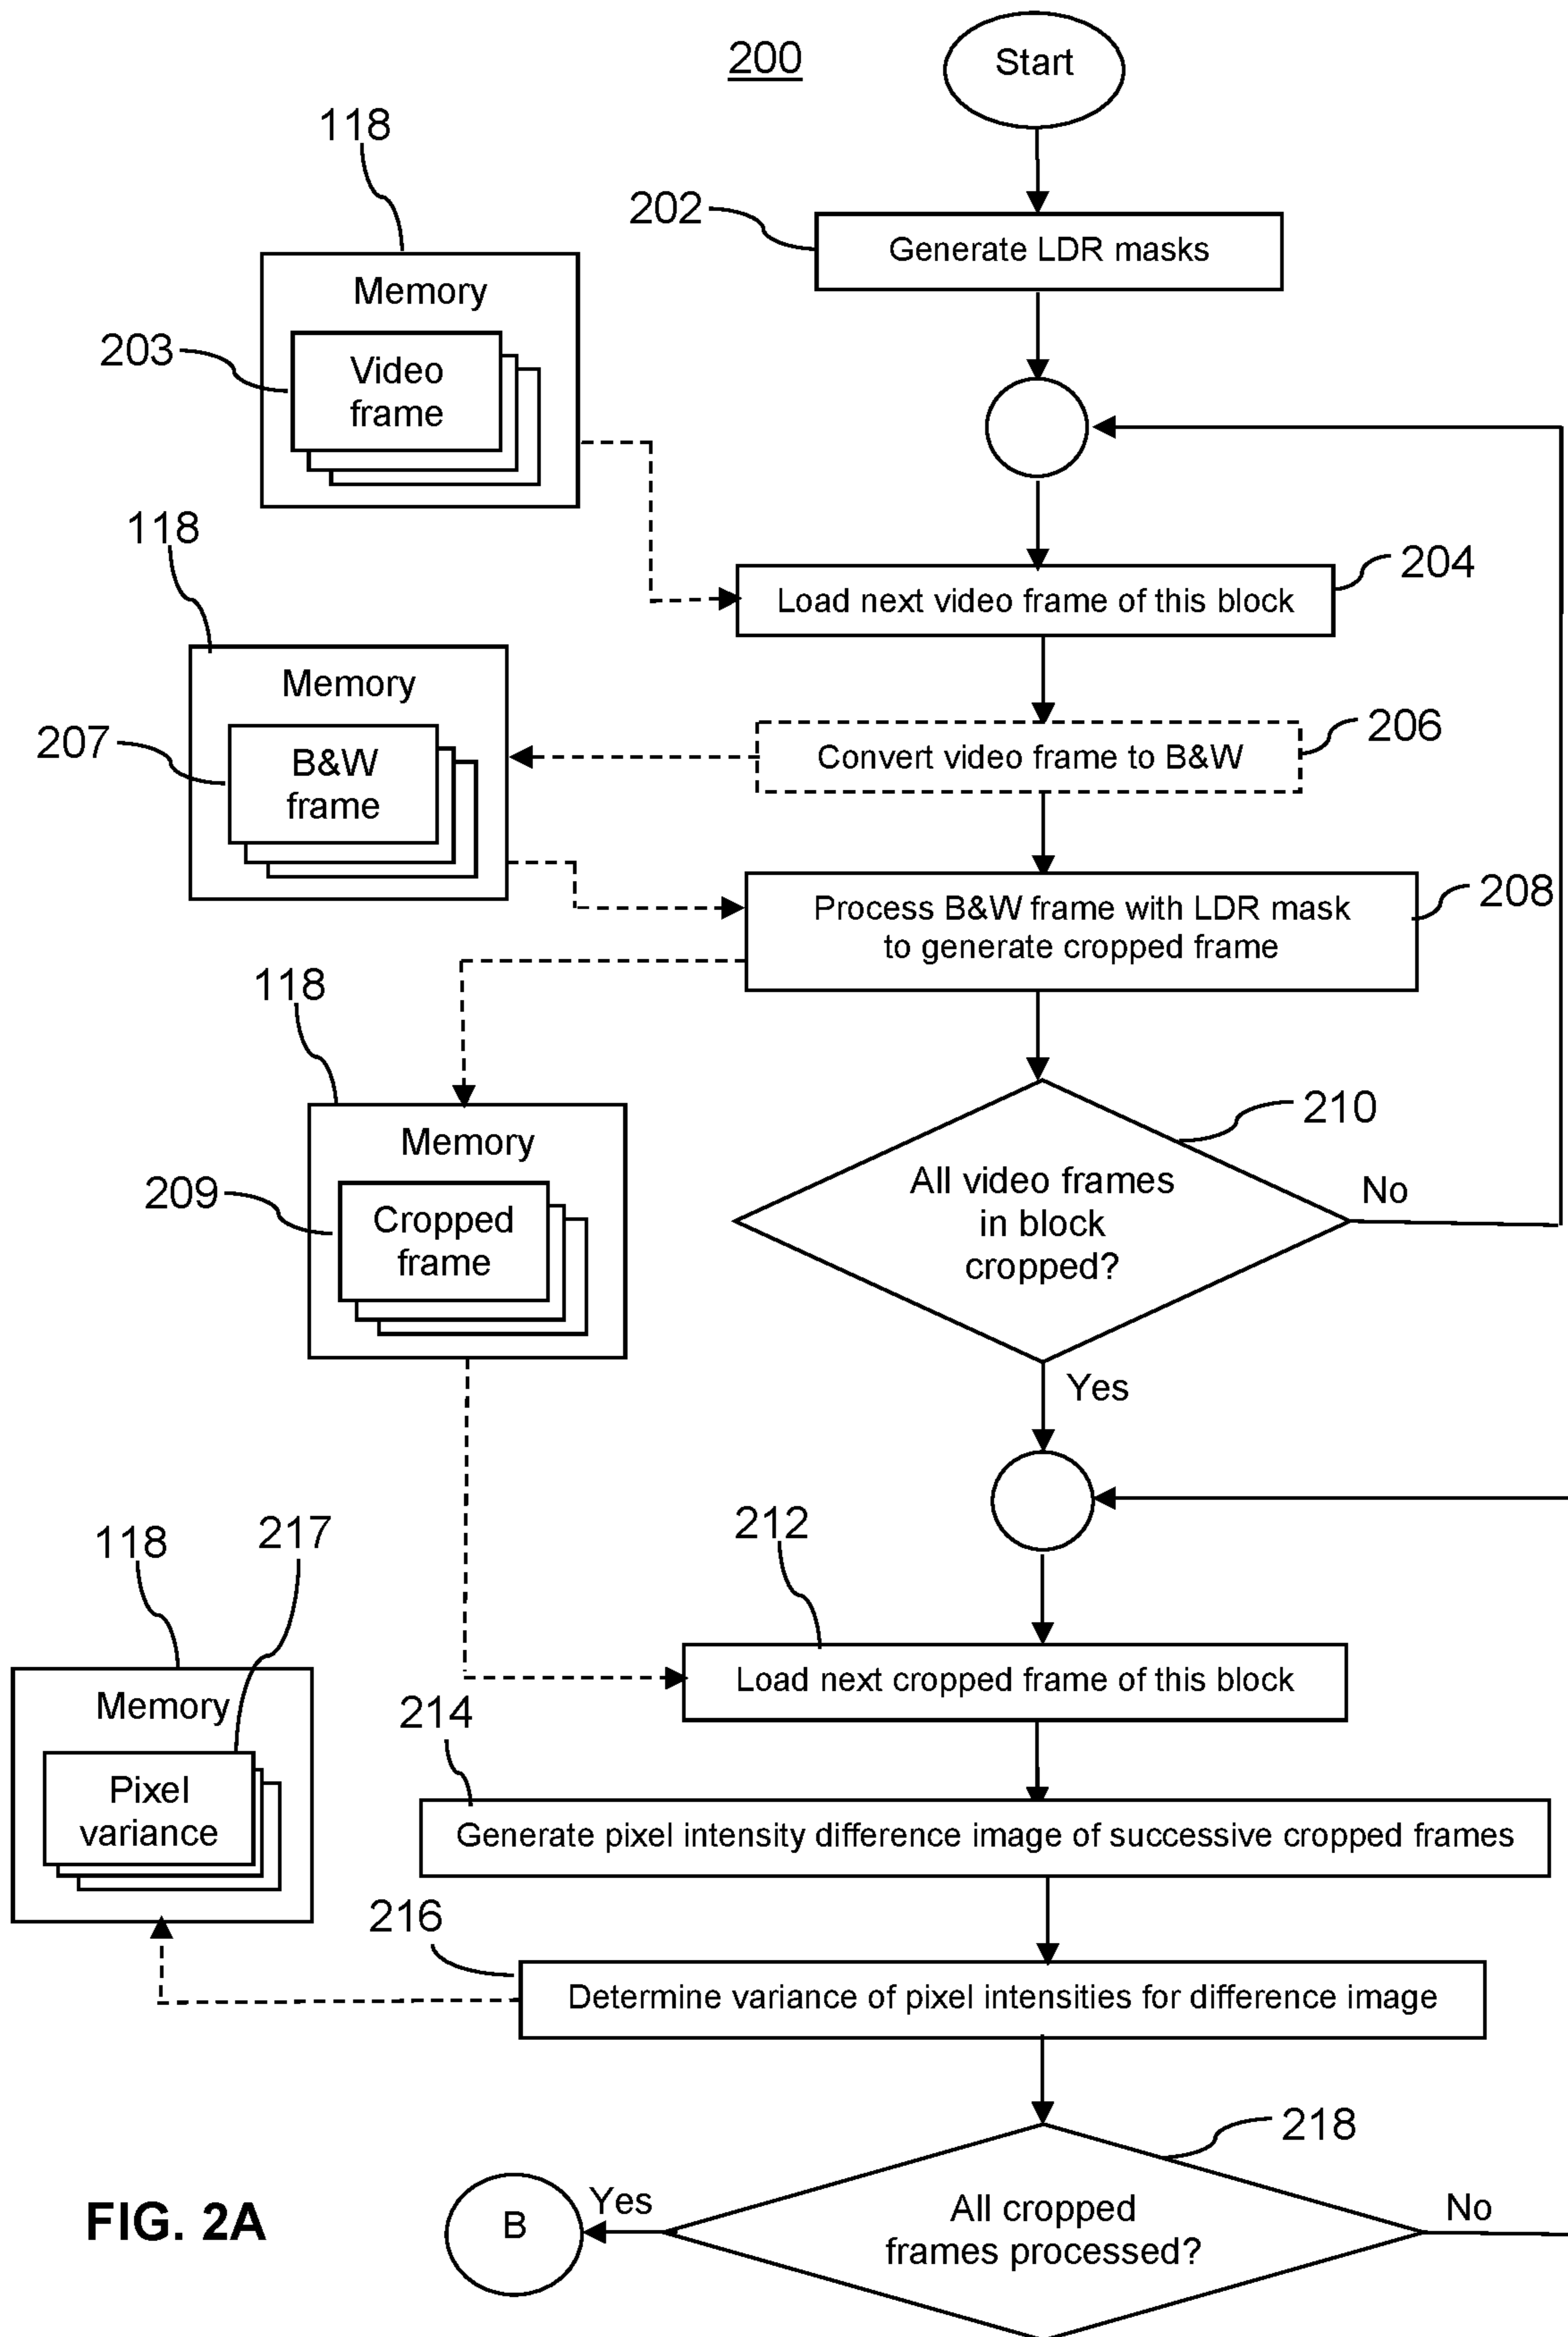 200
Start
118
202
Generate LDR masks
Memory
203
Video
frame
118
204
Load next video frame of this block
Memory
206
207
B&W
frame
Convert video frame to B&W
208
Process B&W frame with LDR mask
to generate cropped frame
118
210
Memory
209
Cropped
frame
All video frames
in block
cropped?
No
Yes
212
118
217
Load next cropped frame of this block
Memory
214
Pixel
variance
Generate pixel intensity difference image of successive cropped frames
216
Determine variance of pixel intensities for difference image
218
FIG. 2A
B
Yes
All cropped
frames processed?
No